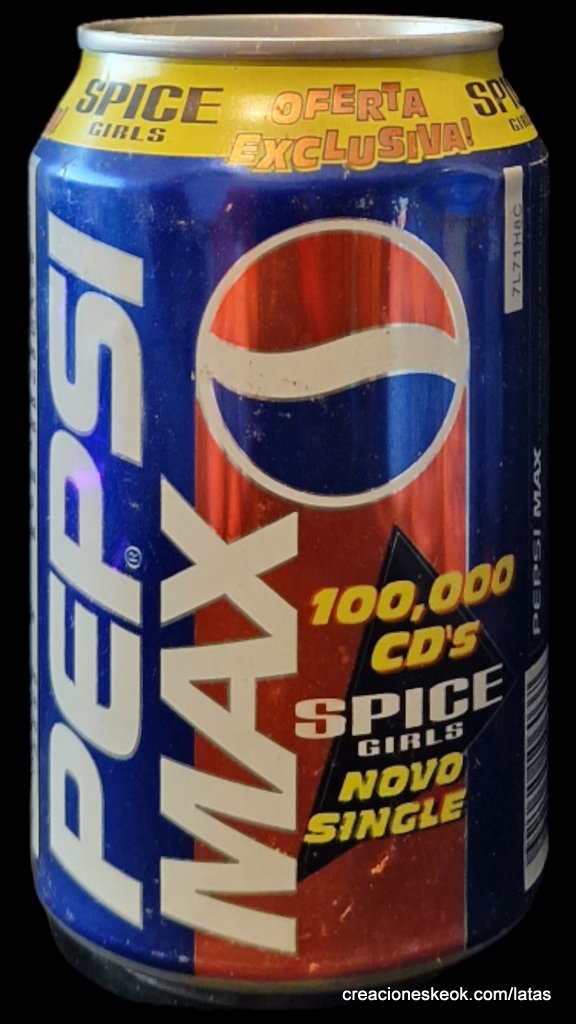 SPICE
GIRLS
OFERTA
EXCLUSIVA!
SPI
GIR
7L71H8C
PEPSI®
MAX
100,000
CD'S
SPICE
GIRLS
NOVO
SINGLE
PEPSI MAX
creacioneskeok.com/latas